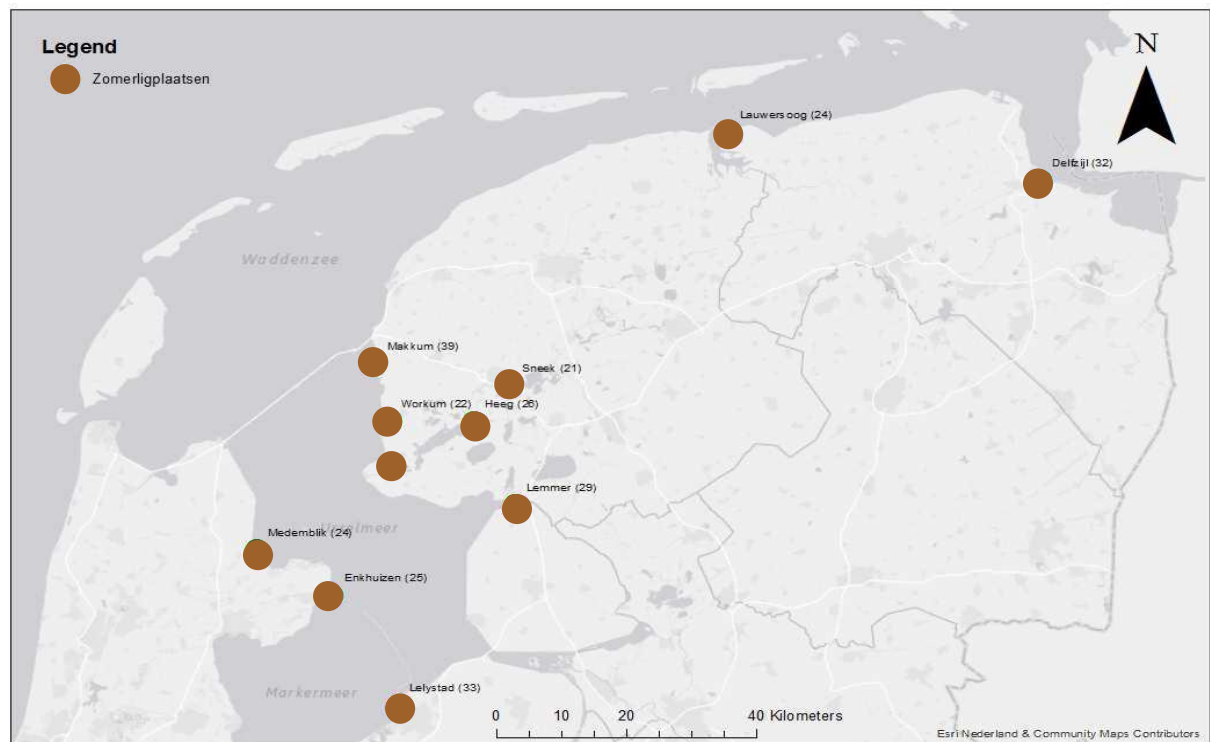 Legend
N
Zomerligplaatsen
Lauwersoog (24)
Delfzijl (32)
Waddenzee
Makkum (39)
Sneek (21)
Workum (22)
Heeg (26)
Lemmer (29)
Medemblik (24)
Enkhuizen (25)
Markermeer
Lelystad (33)
0 10 20 40 Kilometers
Esri Nederland & Community Maps Contributors